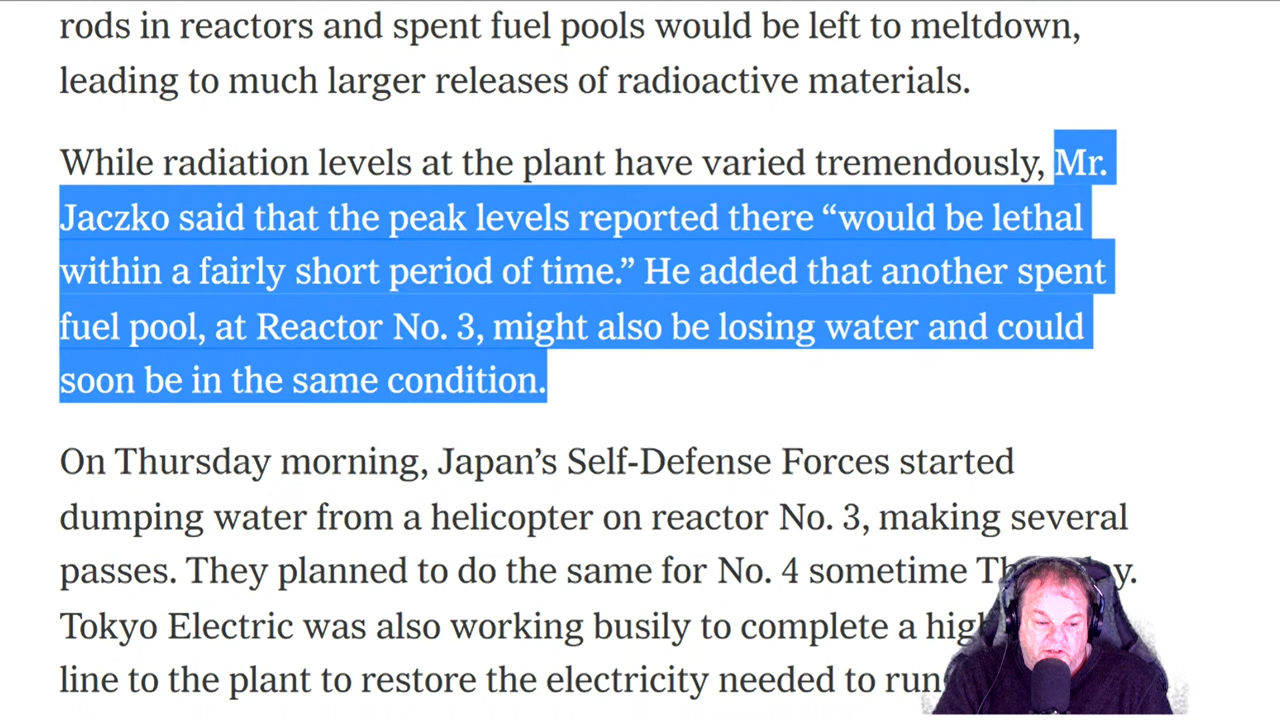 rods in reactors and spent fuel pools would be left to meltdown,
leading to much larger releases of radioactive materials.
While radiation levels at the plant have varied tremendously, Mr.
Jaczko said that the peak levels reported there “would be lethal
within a fairly short period of time.” He added that another spent
fuel pool, at Reactor No. 3, might also be losing water and could
soon be in the same condition.
On Thursday morning, Japan’s Self-Defense Forces started
dumping water from a helicopter on reactor No. 3, making several
passes. They planned to do the same for No. 4 sometime
Tokyo Electric was also working busily to complete a
line to the plant to restore the electricity needed to run